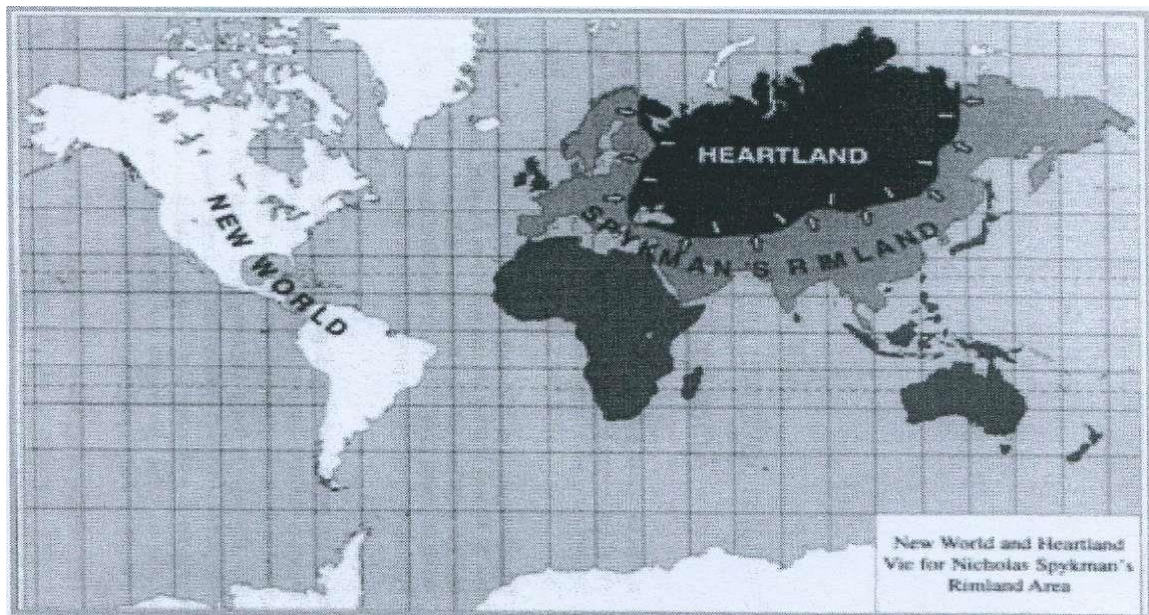 HEARTLAND
NEW WORLD
SPYKMAN'S RIMLAND
New World and Heartland
Vie for Nicholas Spykman's
Rimland Area